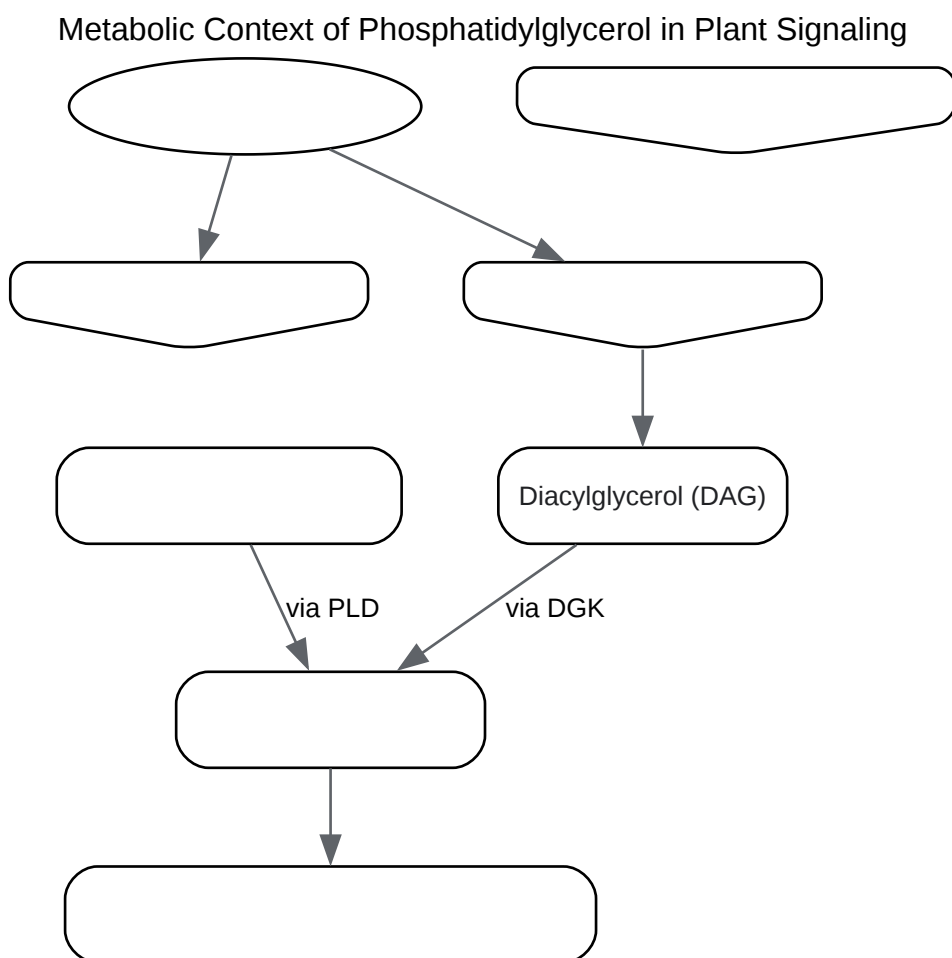 Metabolic Context of Phosphatidylglycerol in Plant Signaling
Diacylglycerol (DAG)
via PLD
via DGK